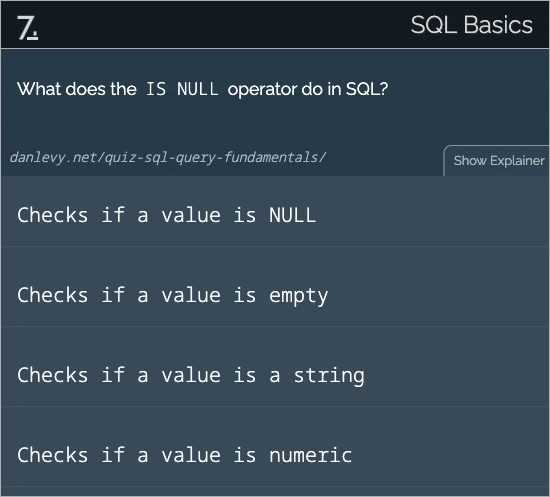 7.
SQL Basics
What does the IS NULL operator do in SQL?
danlevy.net/quiz-sql-query-fundamentals/
Show Explainer
Checks if a value is NULL
Checks if a value is empty
Checks if a value is a string
Checks if a value is numeric